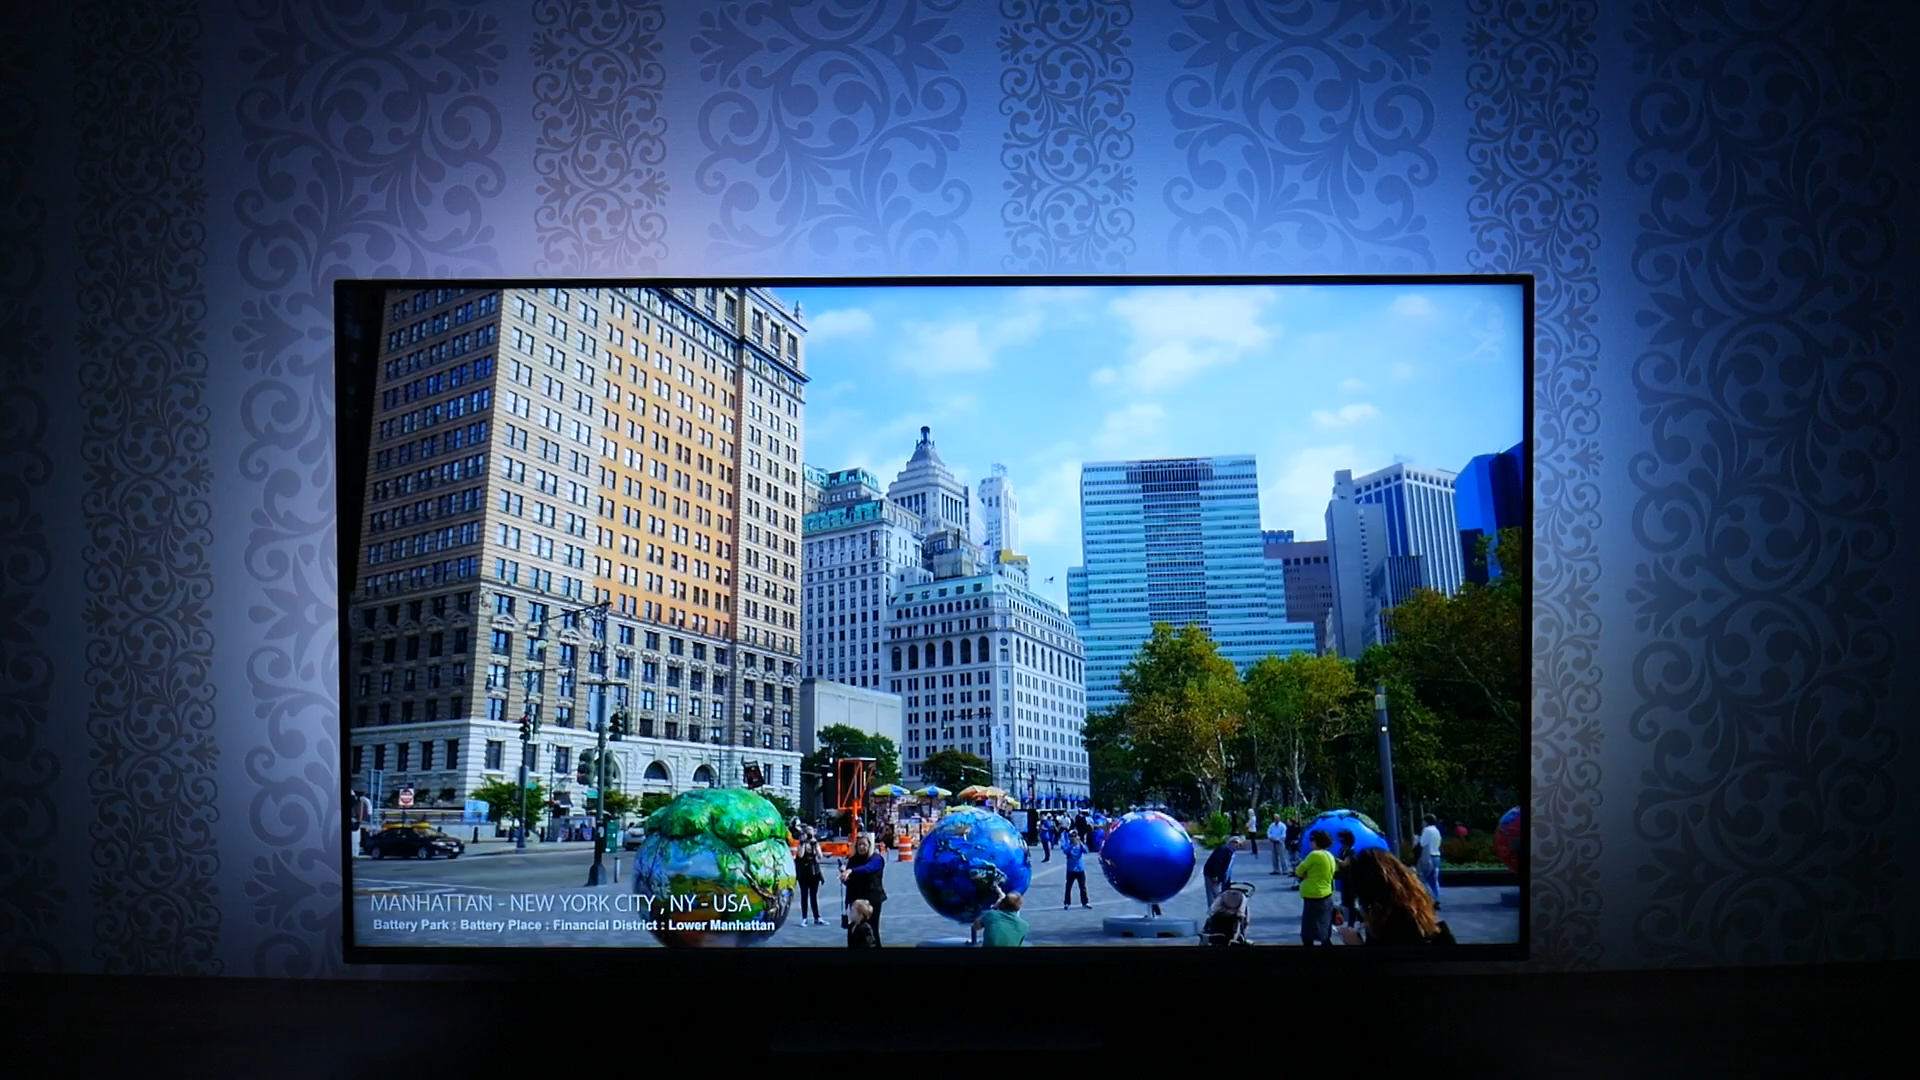 MANHATTAN - NEW YORK CITY , NY - USA
Battery Park : Battery Place : Financial District : Lower Manhattan